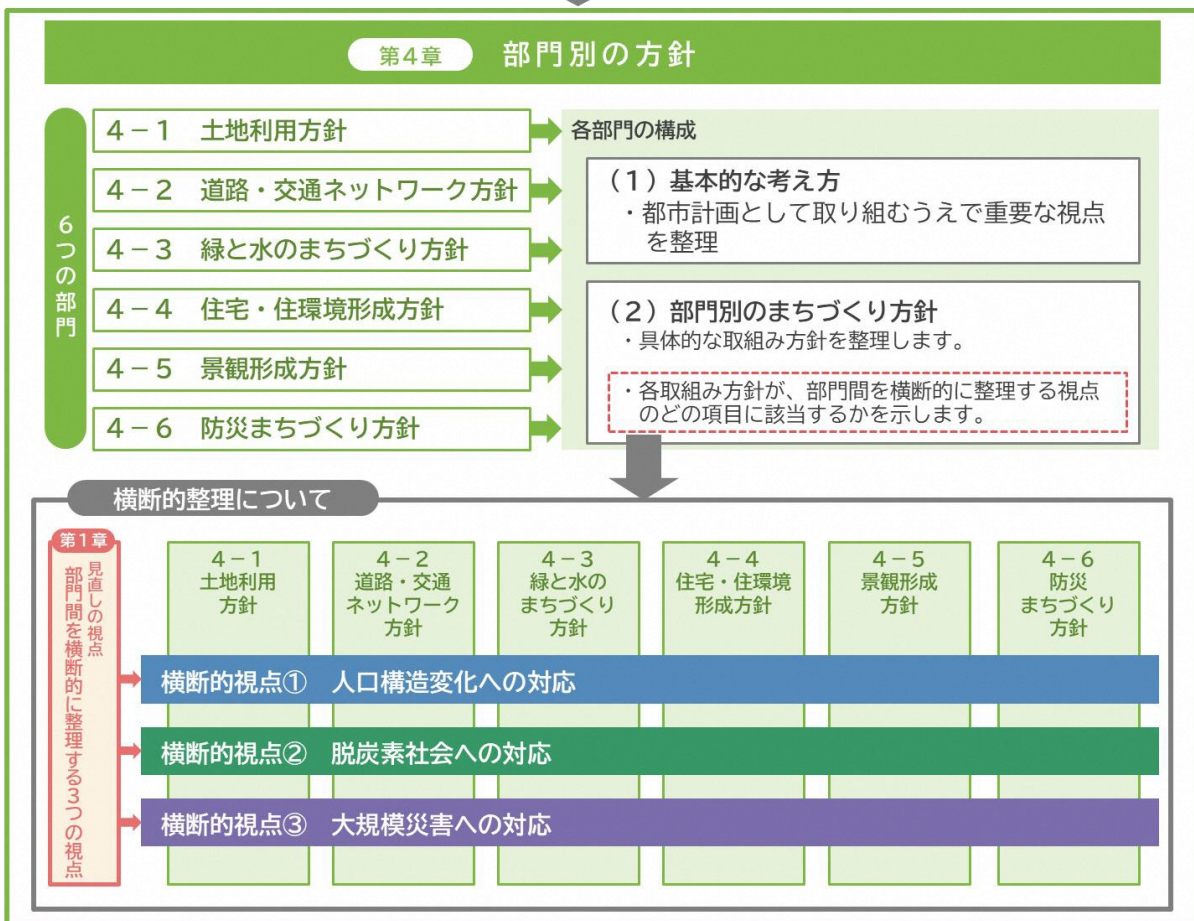 第4章 部門別の方針
6つの部門
4－1 土地利用方針
4－2 道路・交通ネットワーク方針
4－3 緑と水のまちづくり方針
4－4 住宅・住環境形成方針
4－5 景観形成方針
4－6 防災まちづくり方針
各部門の構成
（1）基本的な考え方
・都市計画として取り組むうえで重要な視点
を整理
（2）部門別のまちづくり方針
・具体的な取組み方針を整理します。
・各取組み方針が、部門間を横断的に整理する視点
のどの項目に該当するかを示します。
横断的整理について
第1章
見直しの視点
部門間を横断的に整理する3つの視点
4－1
土地利用
方針
4－2
道路・交通
ネットワーク
方針
4－3
緑と水の
まちづくり
方針
4－4
住宅・住環境
形成方針
4－5
景観形成
方針
4－6
防災
まちづくり
方針
横断的視点① 人口構造変化への対応
横断的視点② 脱炭素社会への対応
横断的視点③ 大規模災害への対応